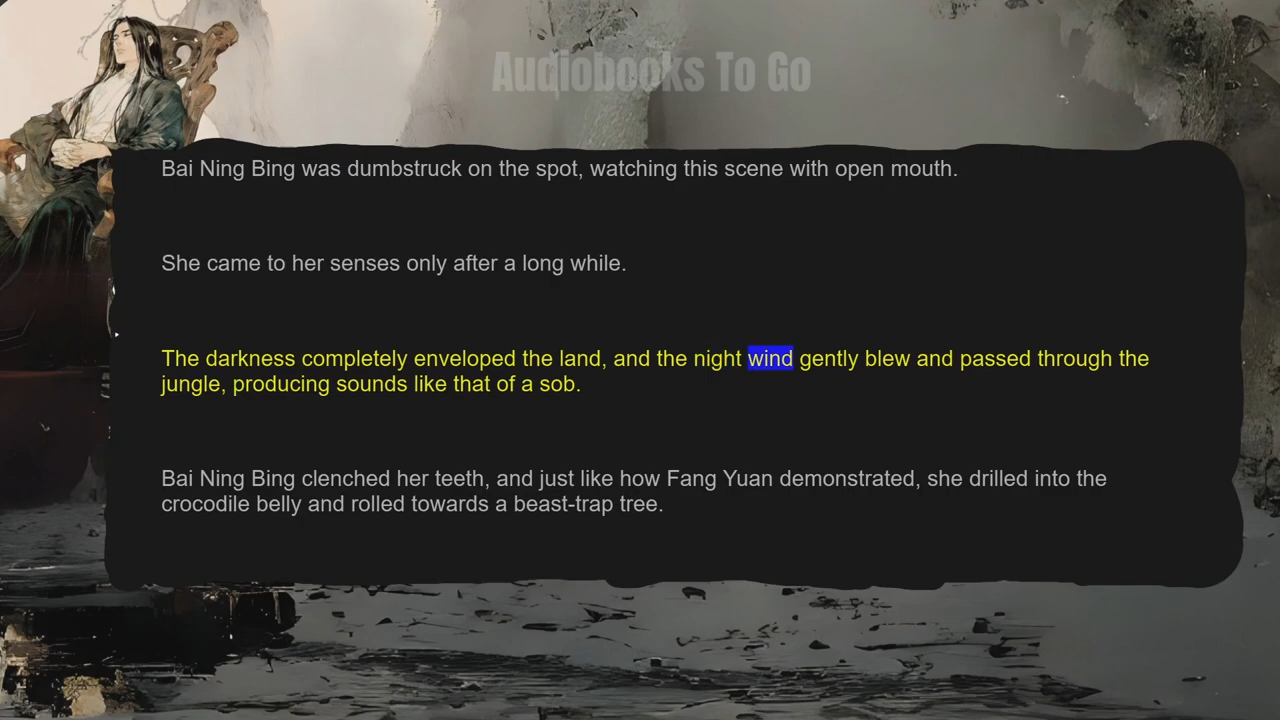 Audiobooks To Go
Bai Ning Bing was dumbstruck on the spot, watching this scene with open mouth.
She came to her senses only after a long while.
The darkness completely enveloped the land, and the night wind gently blew and passed through the
jungle, producing sounds like that of a sob.
Bai Ning Bing clenched her teeth, and just like how Fang Yuan demonstrated, she drilled into the
crocodile belly and rolled towards a beast-trap tree.